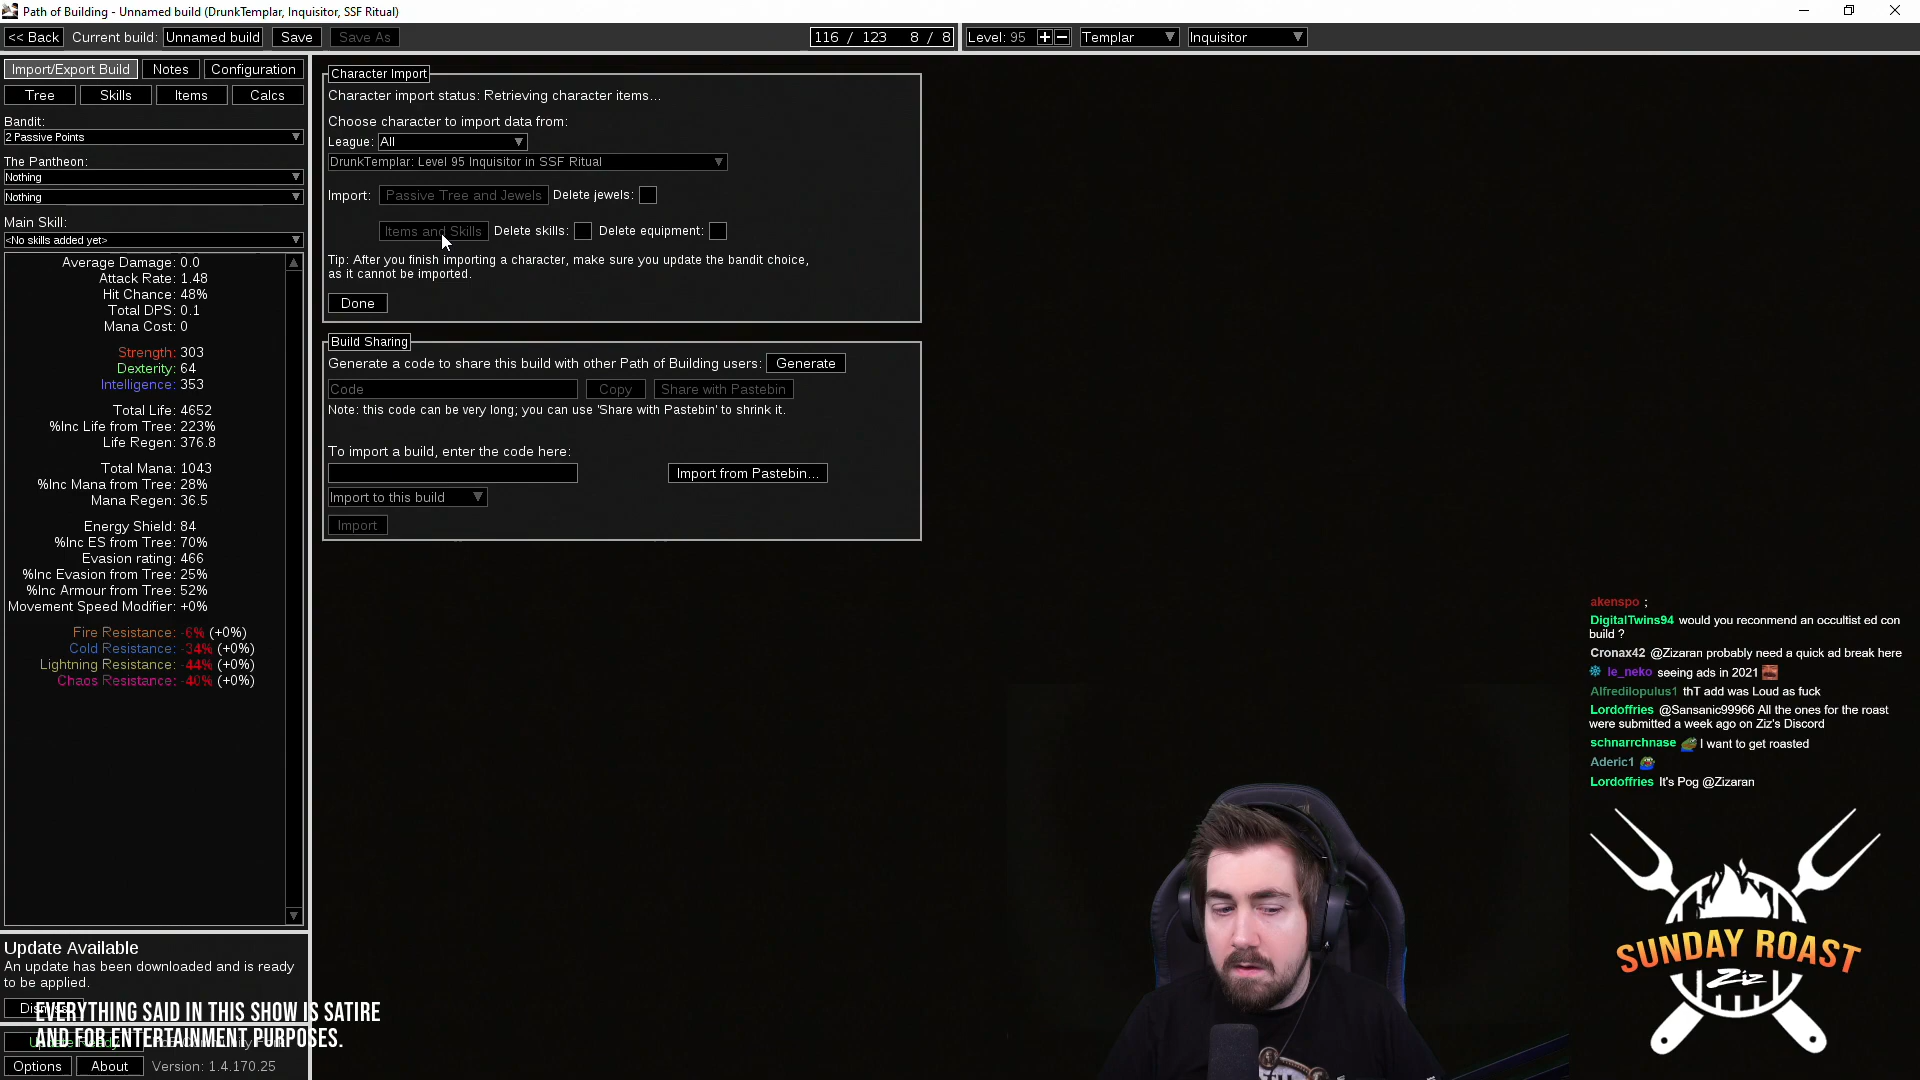 Path of Building - Unnamed build (DrunkTemplar, Inquisitor, SSF Ritual)
<< Back Current build: Unnamed build Save Save As 116 / 123 8 / 8 Level: 95 + − Templar Inquisitor
Import/Export Build Notes Configuration
Tree Skills Items Calcs
Bandit:
2 Passive Points
The Pantheon:
Nothing
Nothing
Main Skill:
<No skills added yet>
Average Damage: 0.0
Attack Rate: 1.48
Hit Chance: 48%
Total DPS: 0.1
Mana Cost: 0
Strength: 303
Dexterity: 64
Intelligence: 353
Total Life: 4652
%Inc Life from Tree: 223%
Life Regen: 376.8
Total Mana: 1043
%Inc Mana from Tree: 28%
Mana Regen: 36.5
Energy Shield: 84
%Inc ES from Tree: 70%
Evasion rating: 466
%Inc Evasion from Tree: 25%
%Inc Armour from Tree: 52%
Movement Speed Modifier: +0%
Fire Resistance: -6% (+0%)
Cold Resistance: -34% (+0%)
Lightning Resistance: -44% (+0%)
Chaos Resistance: -40% (+0%)
Update Available
An update has been downloaded and is ready
to be applied.
Dismiss
EVERYTHING SAID IN THIS SHOW IS SATIRE
AND FOR ENTERTAINMENT PURPOSES.
Update Ready
Options About Version: 1.4.170.25
Character Import
Character import status: Retrieving character items...
Choose character to import data from:
League: All
DrunkTemplar: Level 95 Inquisitor in SSF Ritual
Import: Passive Tree and Jewels Delete jewels:
Items and Skills Delete skills: Delete equipment:
Tip: After you finish importing a character, make sure you update the bandit choice,
as it cannot be imported.
Done
Build Sharing
Generate a code to share this build with other Path of Building users: Generate
Code Copy Share with Pastebin
Note: this code can be very long; you can use 'Share with Pastebin' to shrink it.
To import a build, enter the code here:
Import from Pastebin...
Import to this build
Import
akenspo ;
DigitalTwins94 would you recommend an occultist ed con
build ?
Cronax42 @Zizaran probably need a quick ad break here
le_neko seeing ads in 2021
Alfredilopulus1 thT add was Loud as fuck
Lordoffries @Sansanic99966 All the ones for the roast
were submitted a week ago on Ziz's Discord
schnarrchnase I want to get roasted
Aderic1
Lordoffries It's Pog @Zizaran
SUNDAY ROAST
Ziz